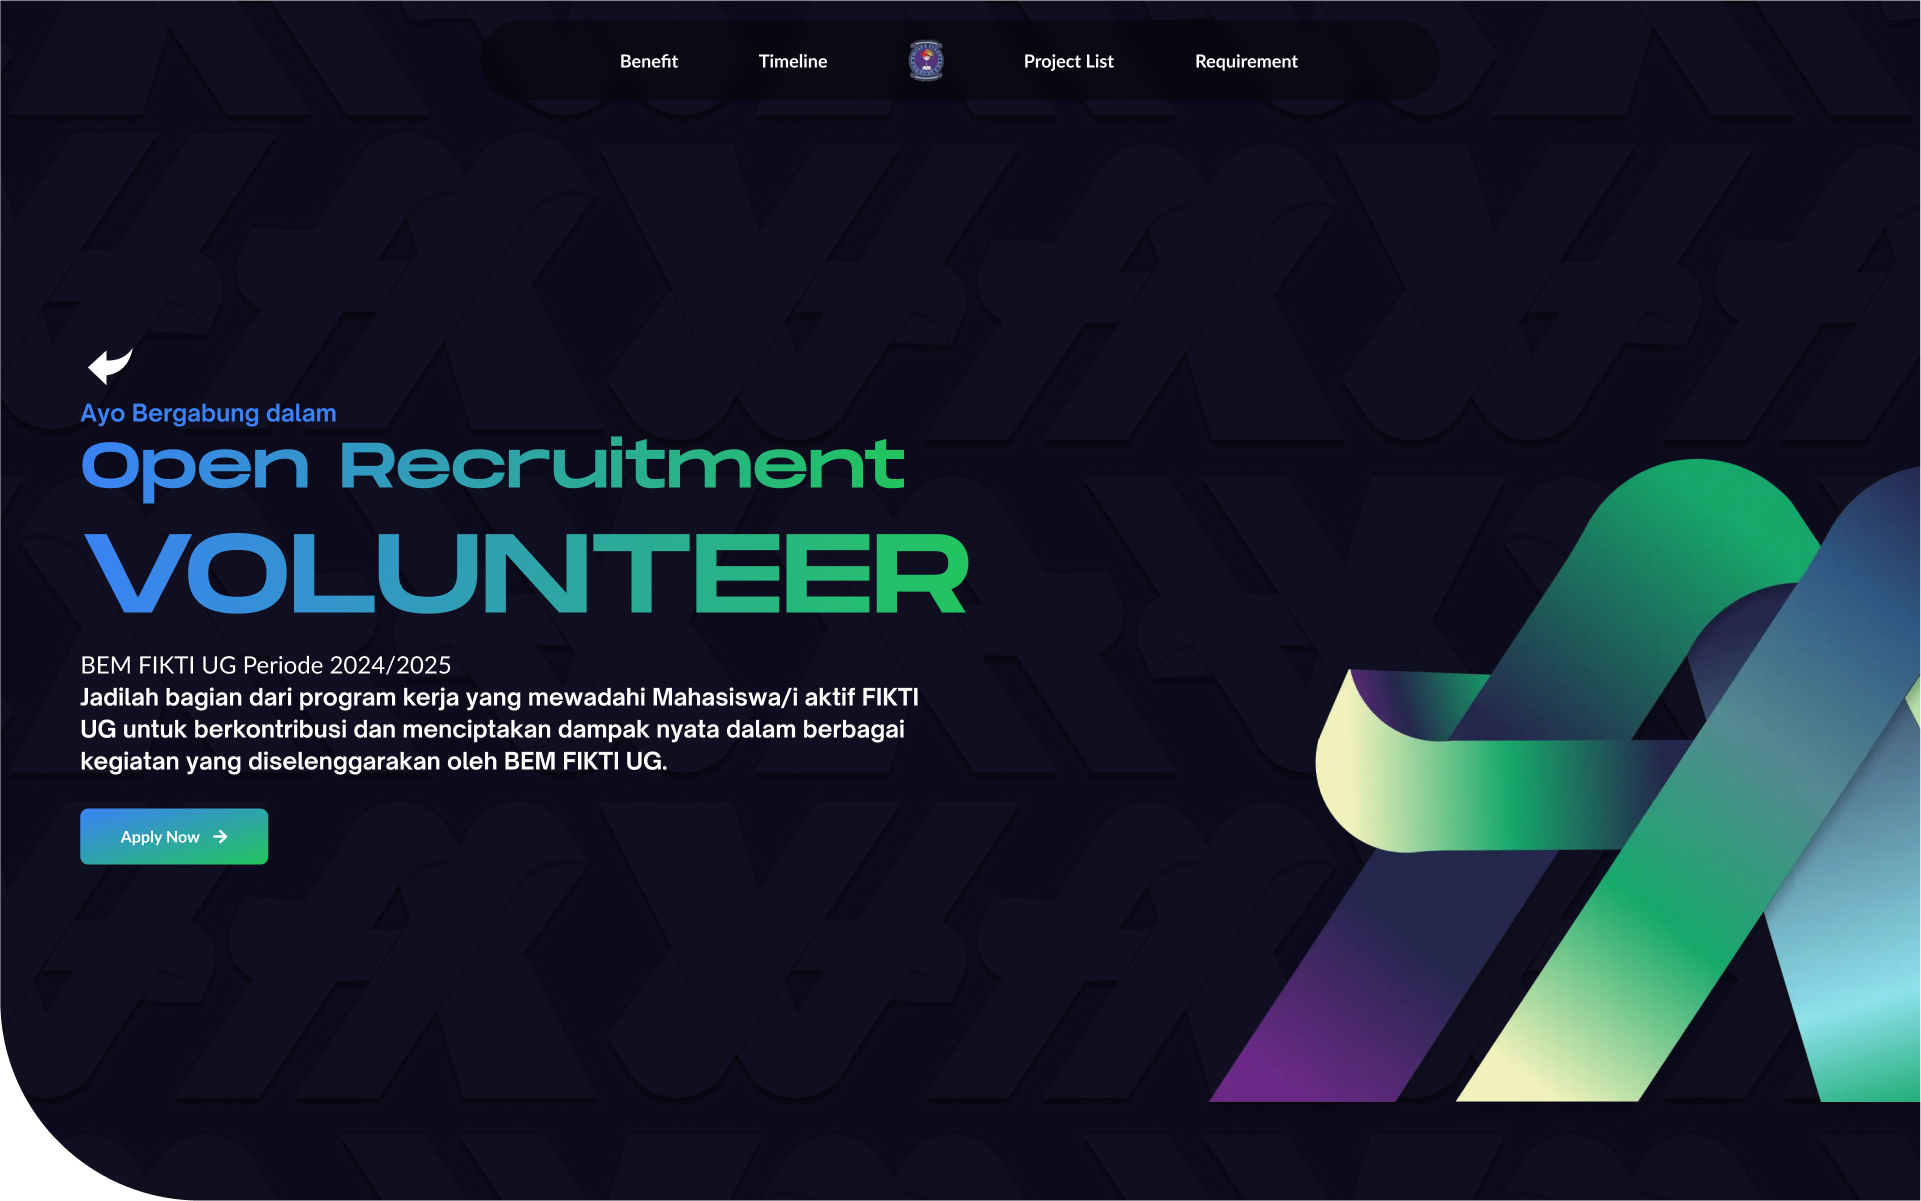 Benefit
Timeline
Project List
Requirement
Ayo Bergabung dalam
Open Recruitment
VOLUNTEER
BEM FIKTI UG Periode 2024/2025
Jadilah bagian dari program kerja yang mewadahi Mahasiswa/i aktif FIKTI
UG untuk berkontribusi dan menciptakan dampak nyata dalam berbagai
kegiatan yang diselenggarakan oleh BEM FIKTI UG.
Apply Now